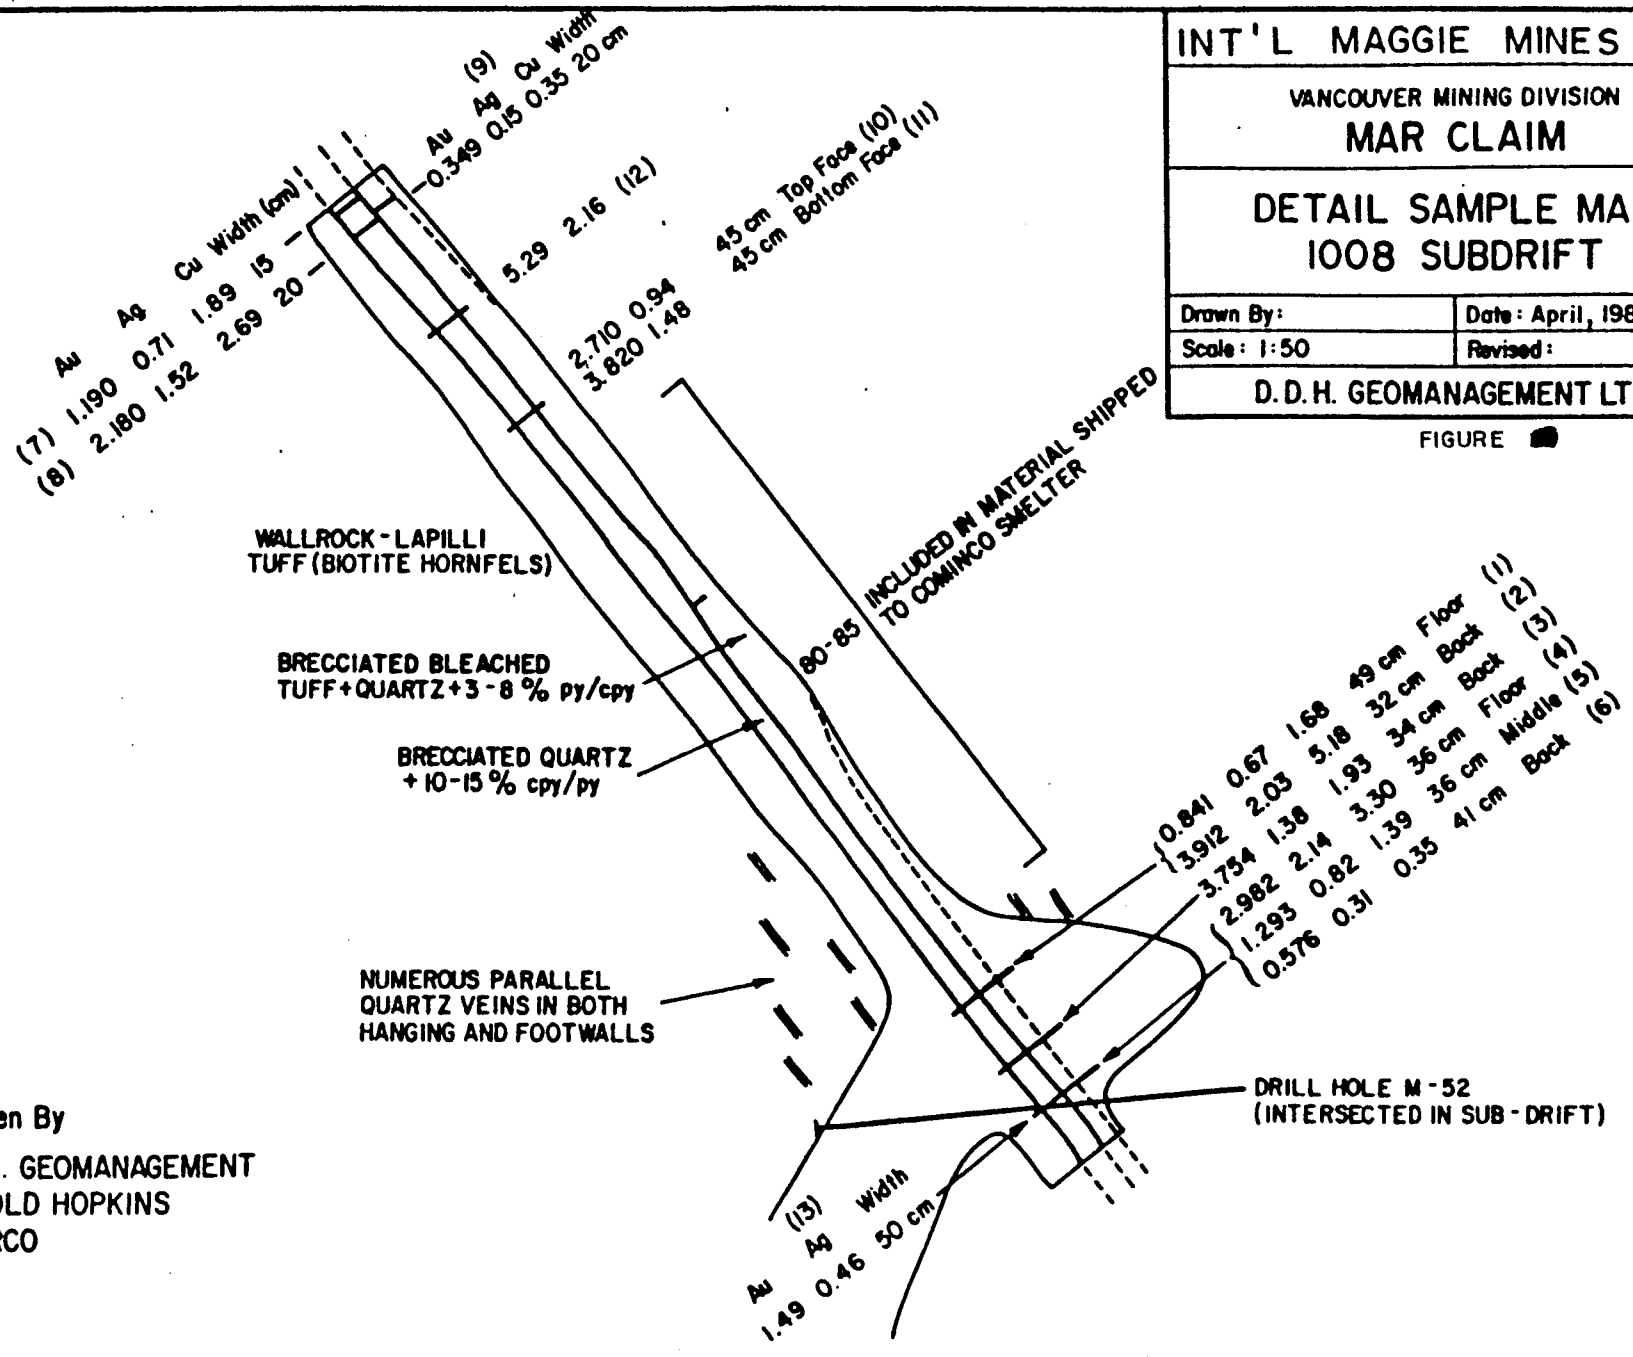 INT'L MAGGIE MINES
VANCOUVER MINING DIVISION
MAR CLAIM
DETAIL SAMPLE MA
1008 SUBDRIFT
Drawn By:
Date: April, 198
Scale: 1:50
Revised:
D.D.H. GEOMANAGEMENT LT
FIGURE
(9)
Au Ag Cu Width
0.349 0.15 0.35 20 cm
5.29 2.16 (12)
2.710 0.94 45 cm Top Face (10)
3.820 1.48 45 cm Bottom Face (11)
Au Ag Cu Width (cm)
(7) 1.190 0.71 1.89 15
(8) 2.180 1.52 2.69 20
WALLROCK - LAPILLI
TUFF (BIOTITE HORNFELS)
80-85 INCLUDED IN MATERIAL SHIPPED
TO COMINCO SMELTER
BRECCIATED BLEACHED
TUFF + QUARTZ + 3-8 % py/cpy
BRECCIATED QUARTZ
+ 10-15 % cpy/py
0.841 0.67 1.68 49 cm Floor (1)
3.912 2.03 5.18 32 cm Back (2)
3.754 1.38 1.93 34 cm Back (3)
2.982 2.14 3.30 36 cm Floor (4)
1.293 0.82 1.39 36 cm Middle (5)
0.576 0.31 0.35 41 cm Back (6)
NUMEROUS PARALLEL
QUARTZ VEINS IN BOTH
HANGING AND FOOTWALLS
DRILL HOLE M-52
(INTERSECTED IN SUB-DRIFT)
en By
. GEOMANAGEMENT
OLD HOPKINS
RCO
(13)
Au Ag Width
1.49 0.46 50 cm